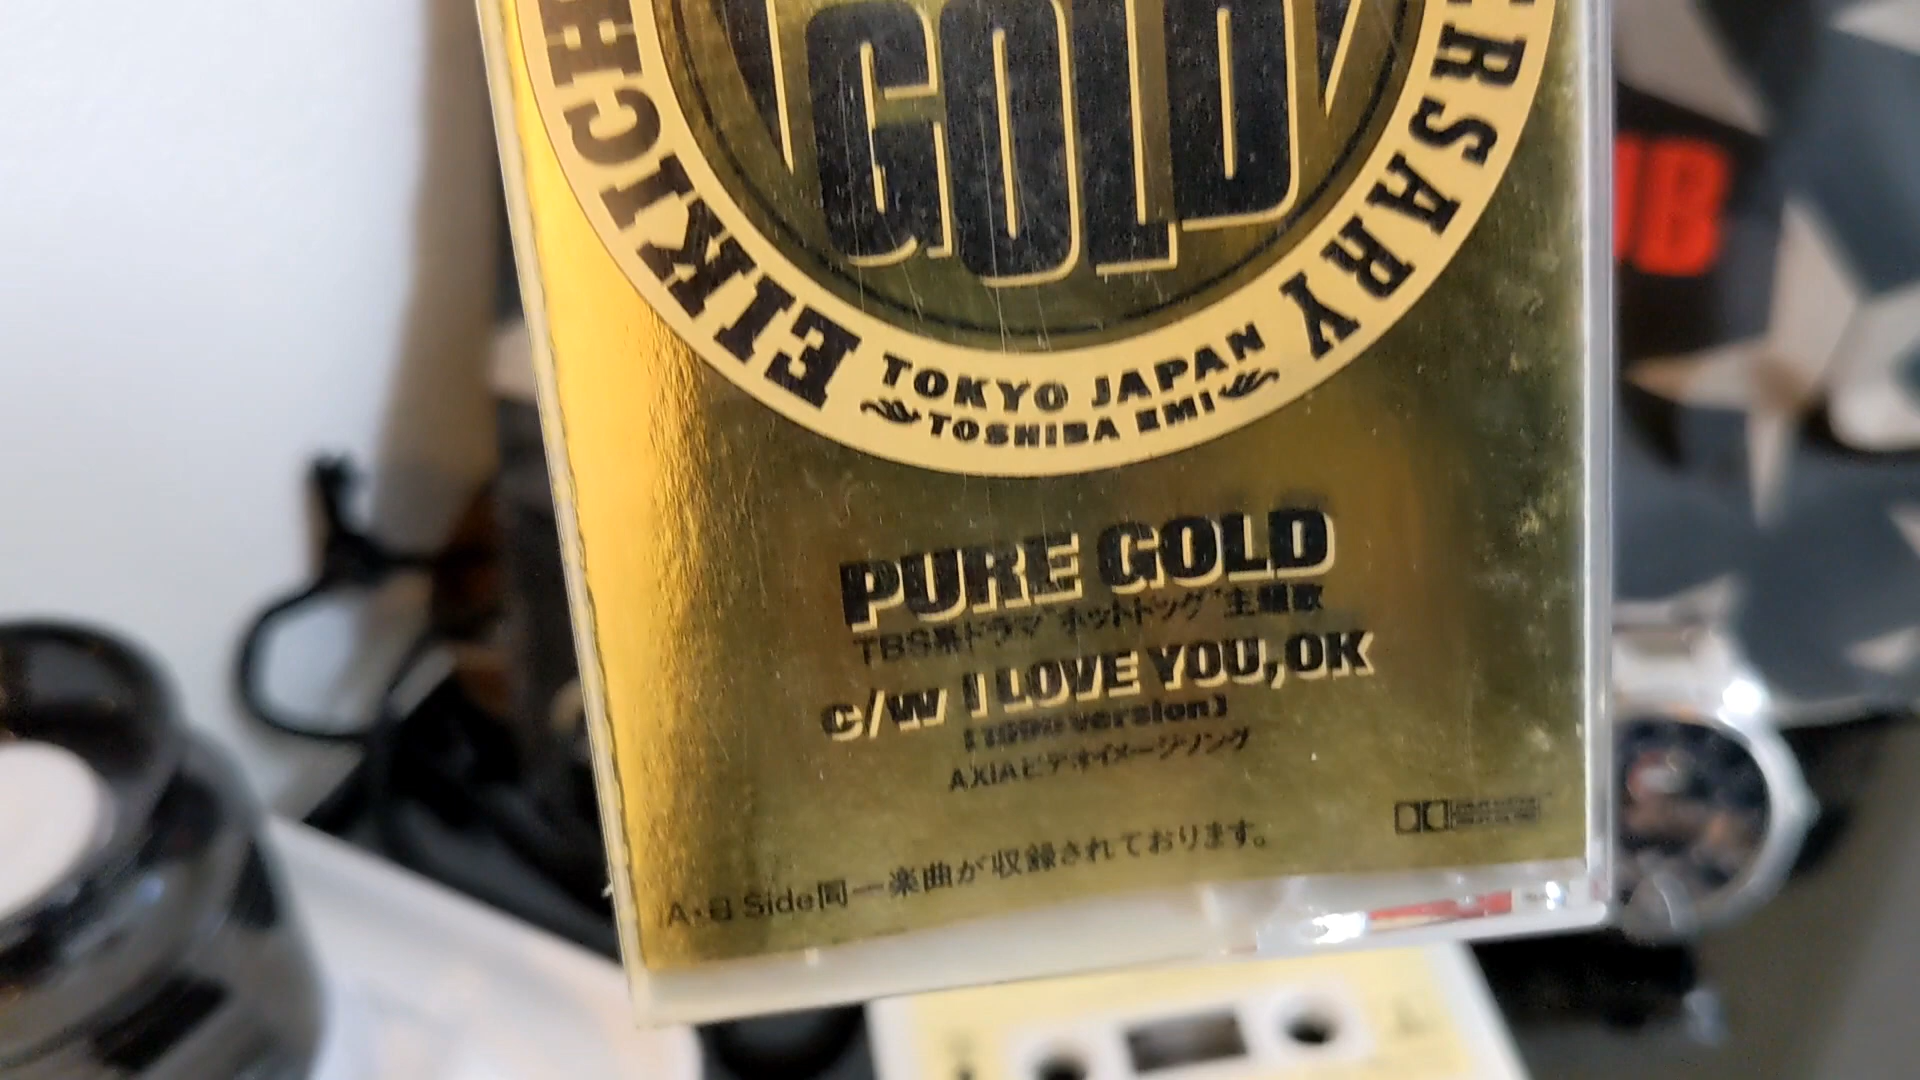 GOLD
EIKICH
ERSARY
TOKYO JAPAN
TOSHIBA EMI
PURE GOLD
TBS系ドラマ"ホットドッグ"主題歌
c/w I LOVE YOU, OK
[1990 version]
AXIAビデオイメージソング
A・B Side同一楽曲が収録されております。